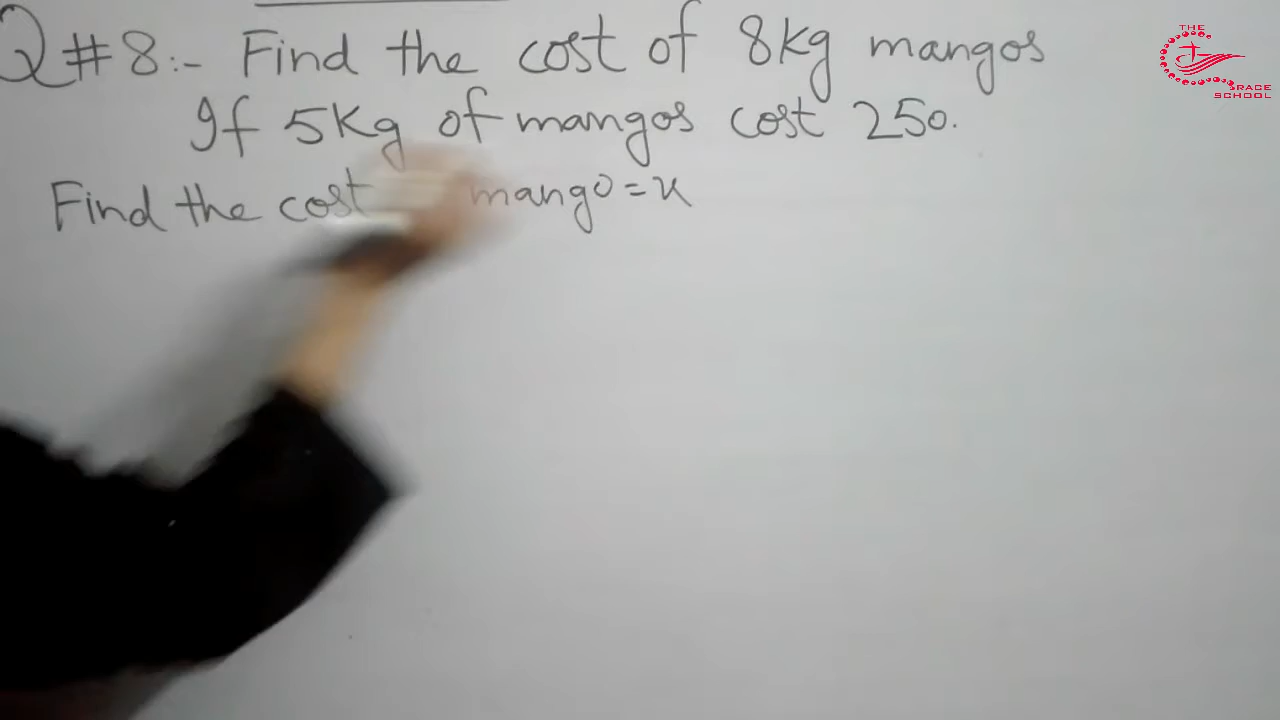 Q#8:- Find the cost of 8kg mangos
If 5kg of mangos cost 250.
Find the cost mango = x
THE
RACE
SCHOOL